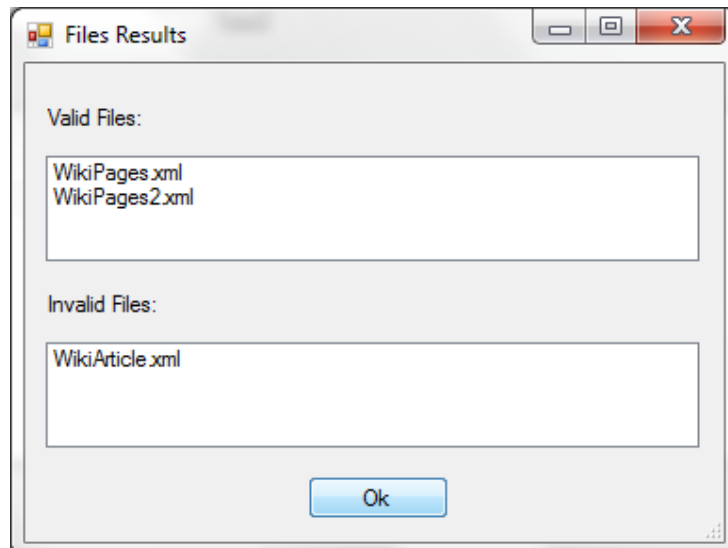 Files Results
Valid Files:
WikiPages.xml
WikiPages2.xml
Invalid Files:
WikiArticle.xml
Ok